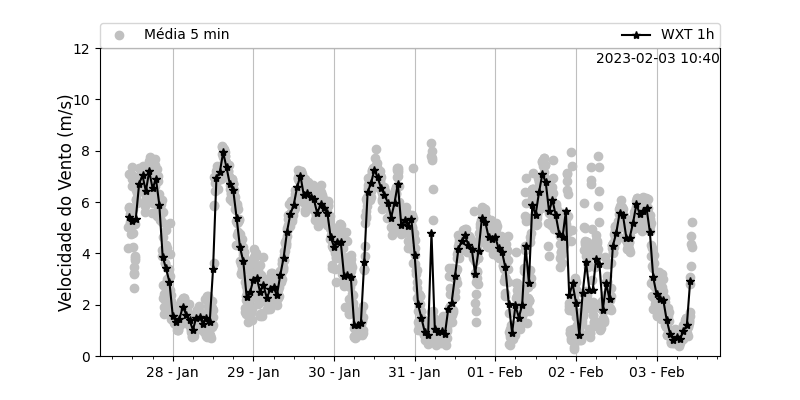 Média 5 min
WXT 1h
2023-02-03 10:40
Velocidade do Vento (m/s)
12
10
8
6
4
2
0
28 - Jan
29 - Jan
30 - Jan
31 - Jan
01 - Feb
02 - Feb
03 - Feb